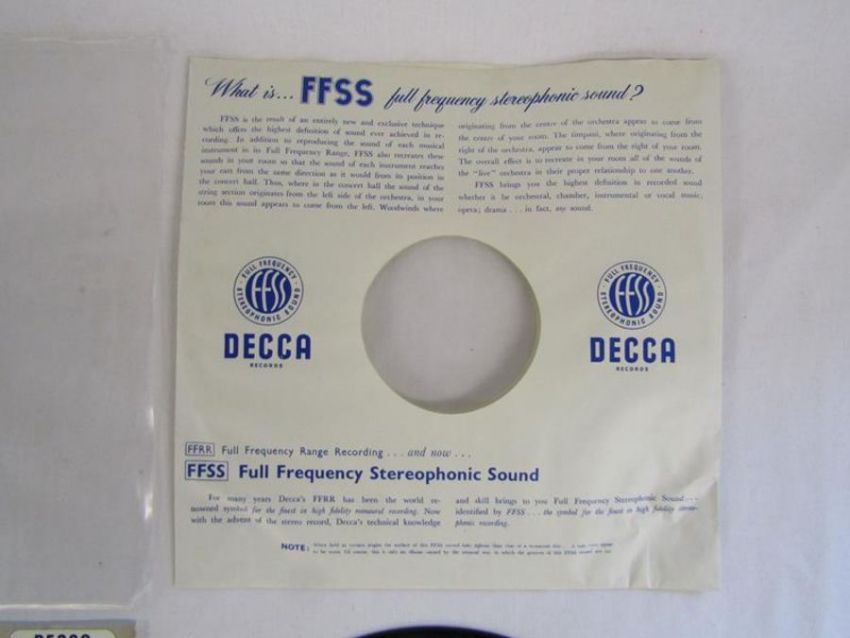 What is... FFSS full frequency stereophonic sound?
FFSS is the result of an entirely new and exclusive technique
which offers the highest definition of sound ever achieved in re-
cording. In addition to reproducing the sound of each musical
instrument in its Full Frequency Range, FFSS also recreates these
sounds in your room so that the sound of each instrument reaches
your ears from the same direction as it would from its position in
the concert hall. Thus, where in the concert hall the sound of the
string section originates from the left side of the orchestra, in your
room this sound appears to come from the left. Woodwinds where
originating from the centre of the orchestra appear to come from
the centre of your room. The timpani, where originating from the
right of the orchestra, appear to come from the right of your room.
The overall effect is to recreate in your room all of the sounds of
the "live" orchestra in their proper relationship to one another.
FFSS brings you the highest definition in recorded sound
whether it be orchestral, chamber, instrumental or vocal music,
opera; drama . . . in fact, any sound.
FULL FREQUENCY
FFSS
STEREOPHONIC SOUND
DECCA
RECORDS
FULL FREQUENCY
FFSS
STEREOPHONIC SOUND
DECCA
RECORDS
FFRR Full Frequency Range Recording . . . and now . . .
FFSS Full Frequency Stereophonic Sound
For many years Decca's FFRR has been the world re-
nowned symbol for the finest in high fidelity monaural recording. Now
with the advent of the stereo record, Decca's technical knowledge
and skill brings to you Full Frequency Stereophonic Sound . . .
identified by FFSS . . . the symbol for the finest in high fidelity stereo-
phonic recording.
NOTE: When held at certain angles the surface of this FFSS record
DECCA